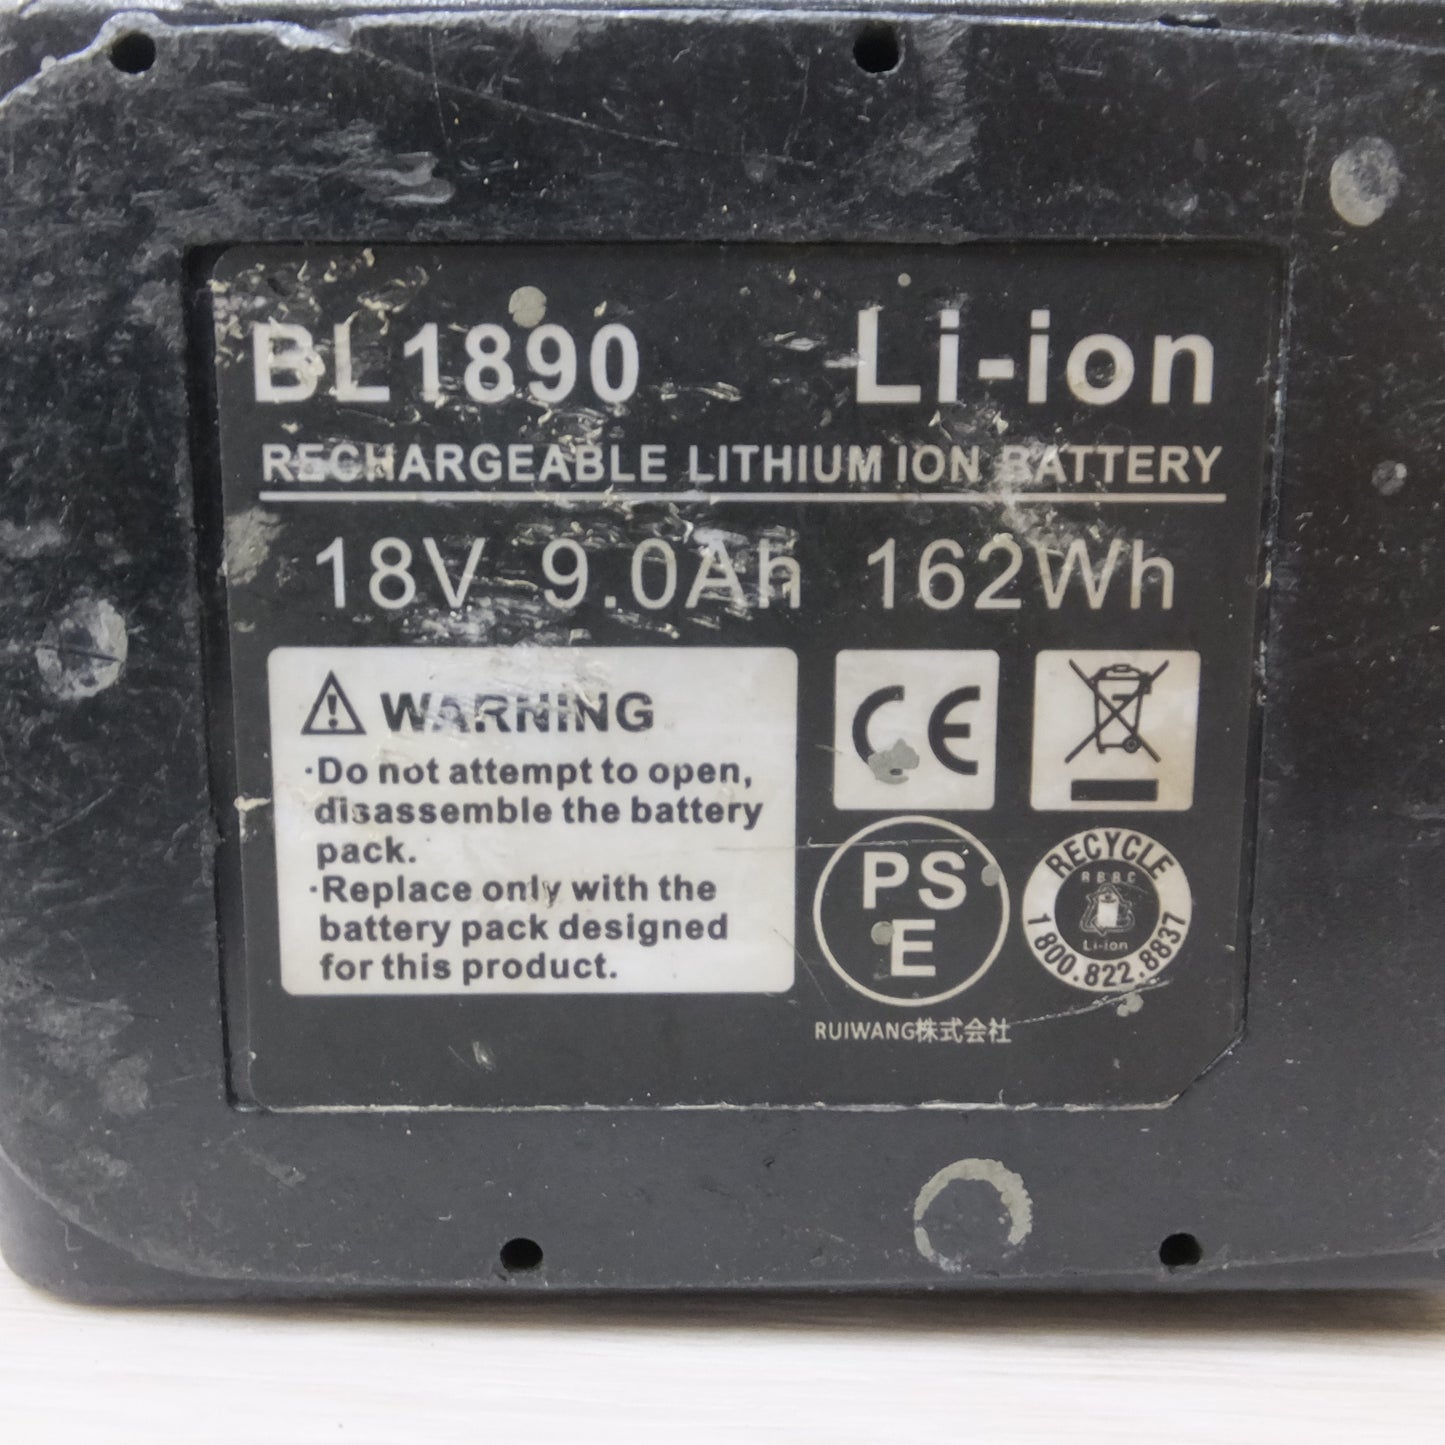 BL1890 Li-ion
RECHARGEABLE LITHIUM ION BATTERY
18V 9.0Ah 162Wh
WARNING
·Do not attempt to open,
disassemble the battery
pack.
·Replace only with the
battery pack designed
for this product.
CE
PS
E
RECYCLE
RBRC
Li-ion
1 800.822.8837
RUIWANG株式会社